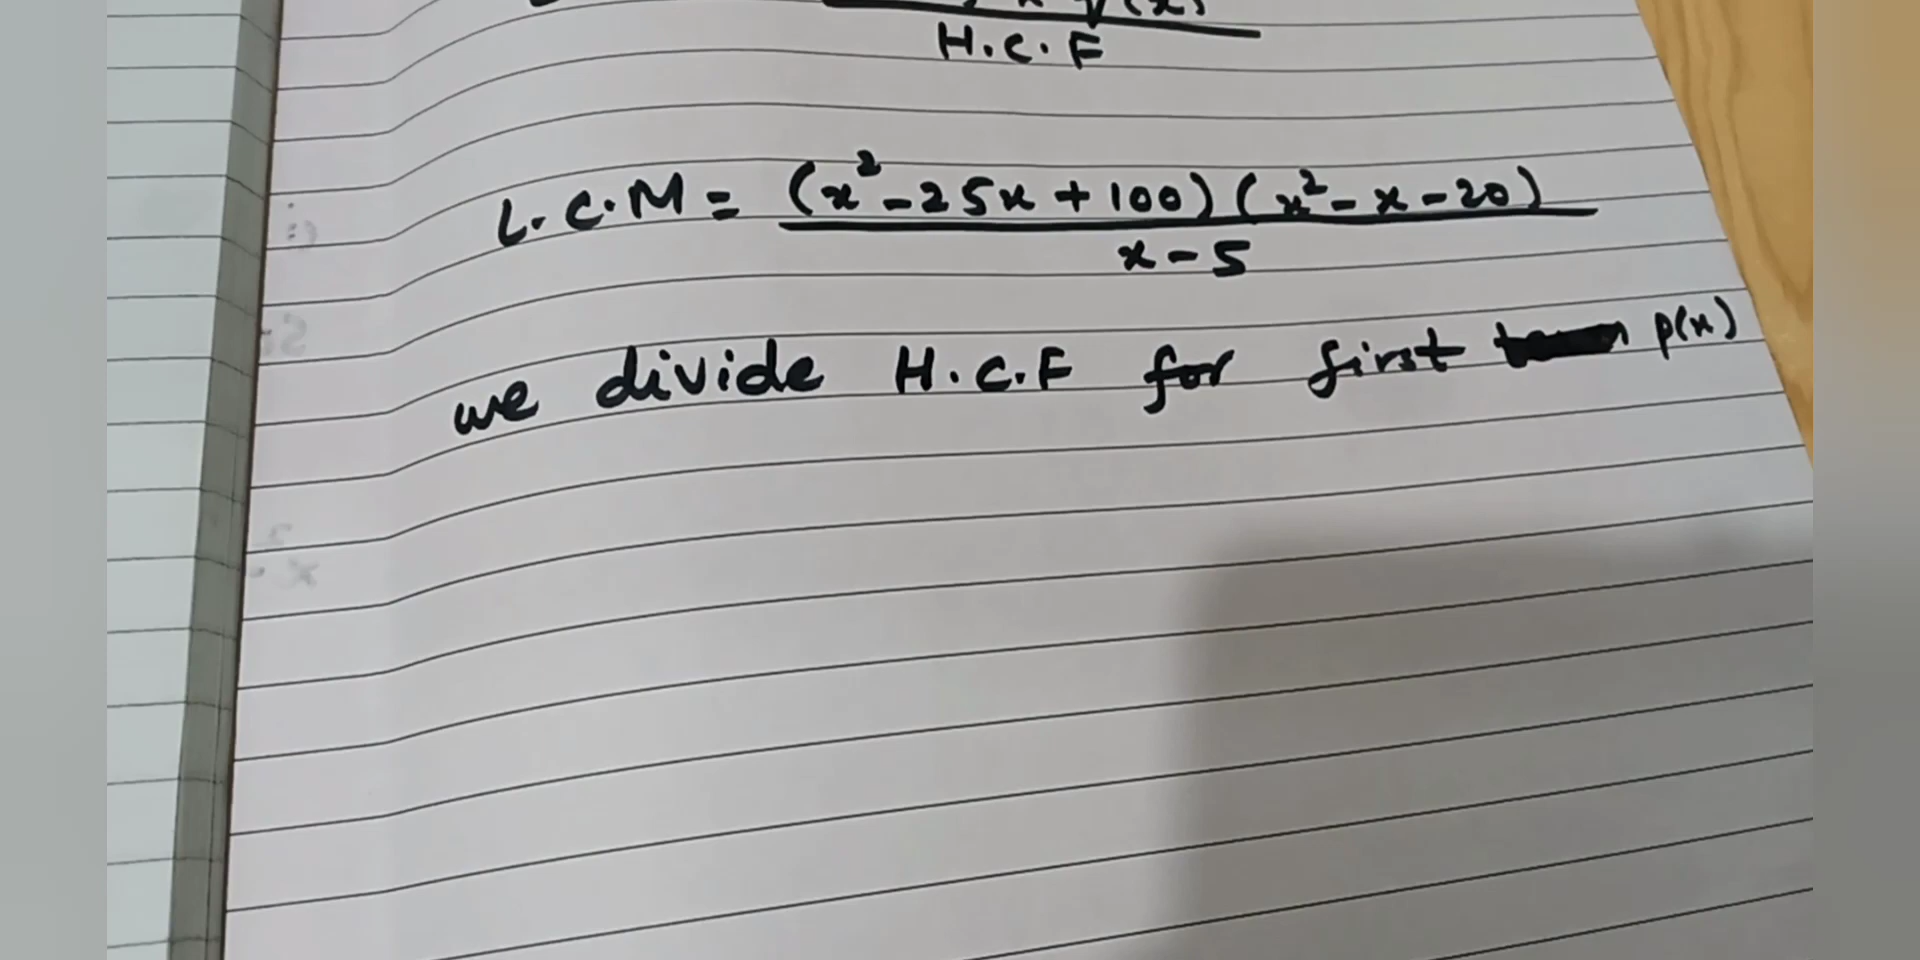 H.C.F
L.C.M = (x² - 25x + 100) (x² - x - 20)
x - 5
we divide H.C.F for first p(x)